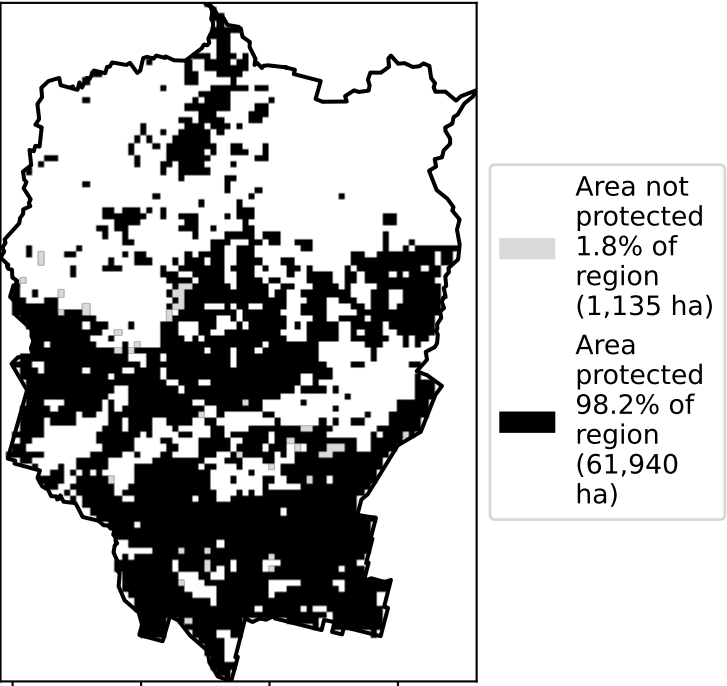 Area not
protected
1.8% of
region
(1,135 ha)
Area
protected
98.2% of
region
(61,940
ha)